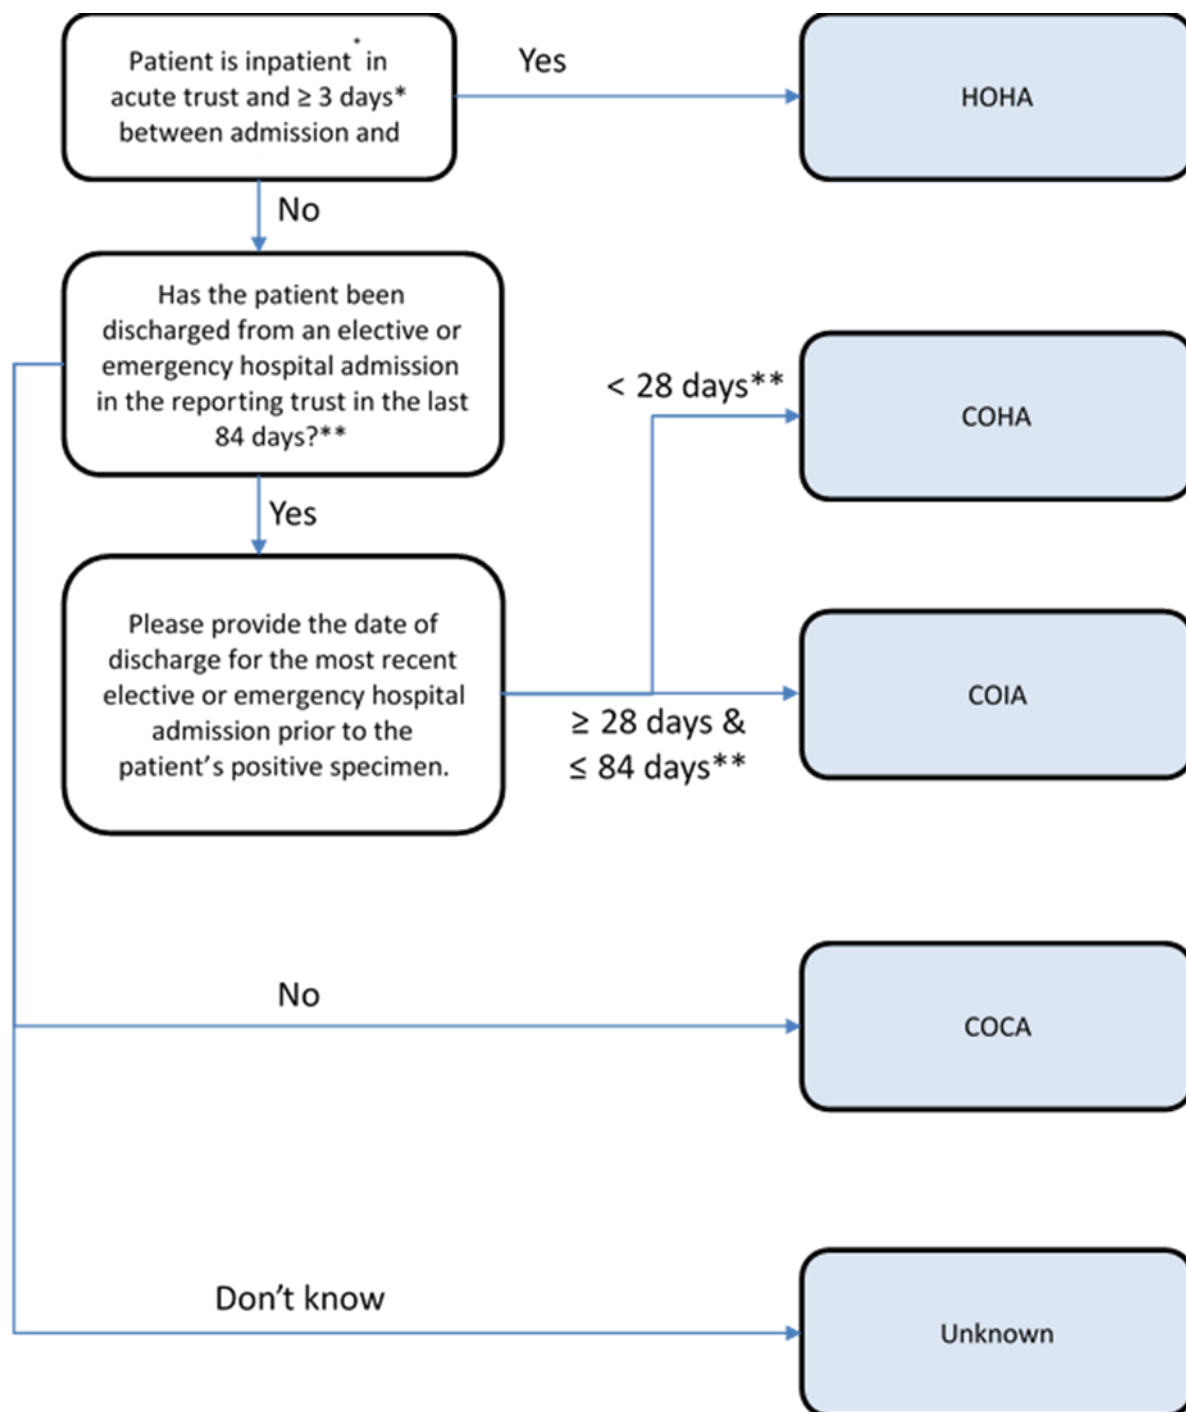 Patient is inpatient* in
acute trust and ≥ 3 days*
between admission and
Yes
HOHA
No
Has the patient been
discharged from an elective or
emergency hospital admission
in the reporting trust in the last
84 days?**
< 28 days**
COHA
Yes
Please provide the date of
discharge for the most recent
elective or emergency hospital
admission prior to the
patient's positive specimen.
COIA
≥ 28 days &
≤ 84 days**
No
COCA
Don't know
Unknown